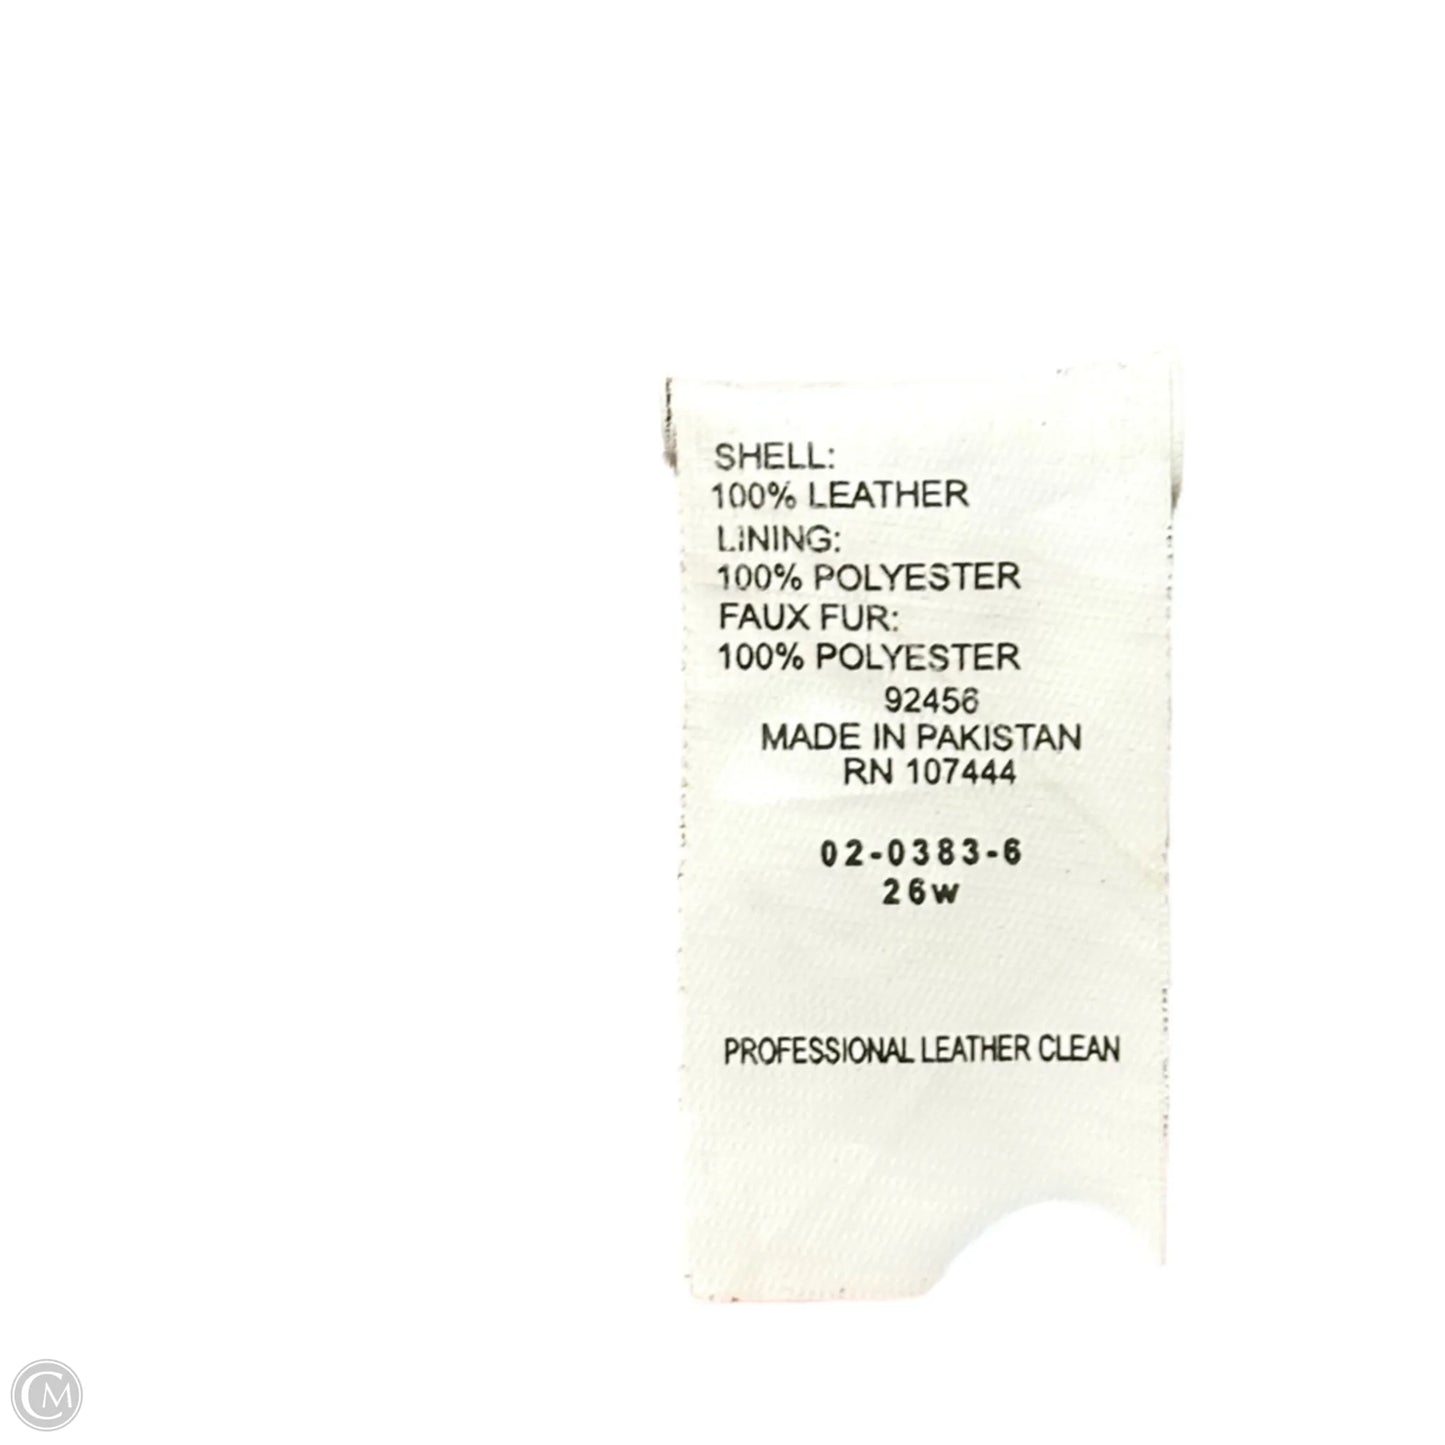 SHELL:
100% LEATHER
LINING:
100% POLYESTER
FAUX FUR:
100% POLYESTER
92456
MADE IN PAKISTAN
RN 107444
02-0383-6
26w
PROFESSIONAL LEATHER CLEAN
CM